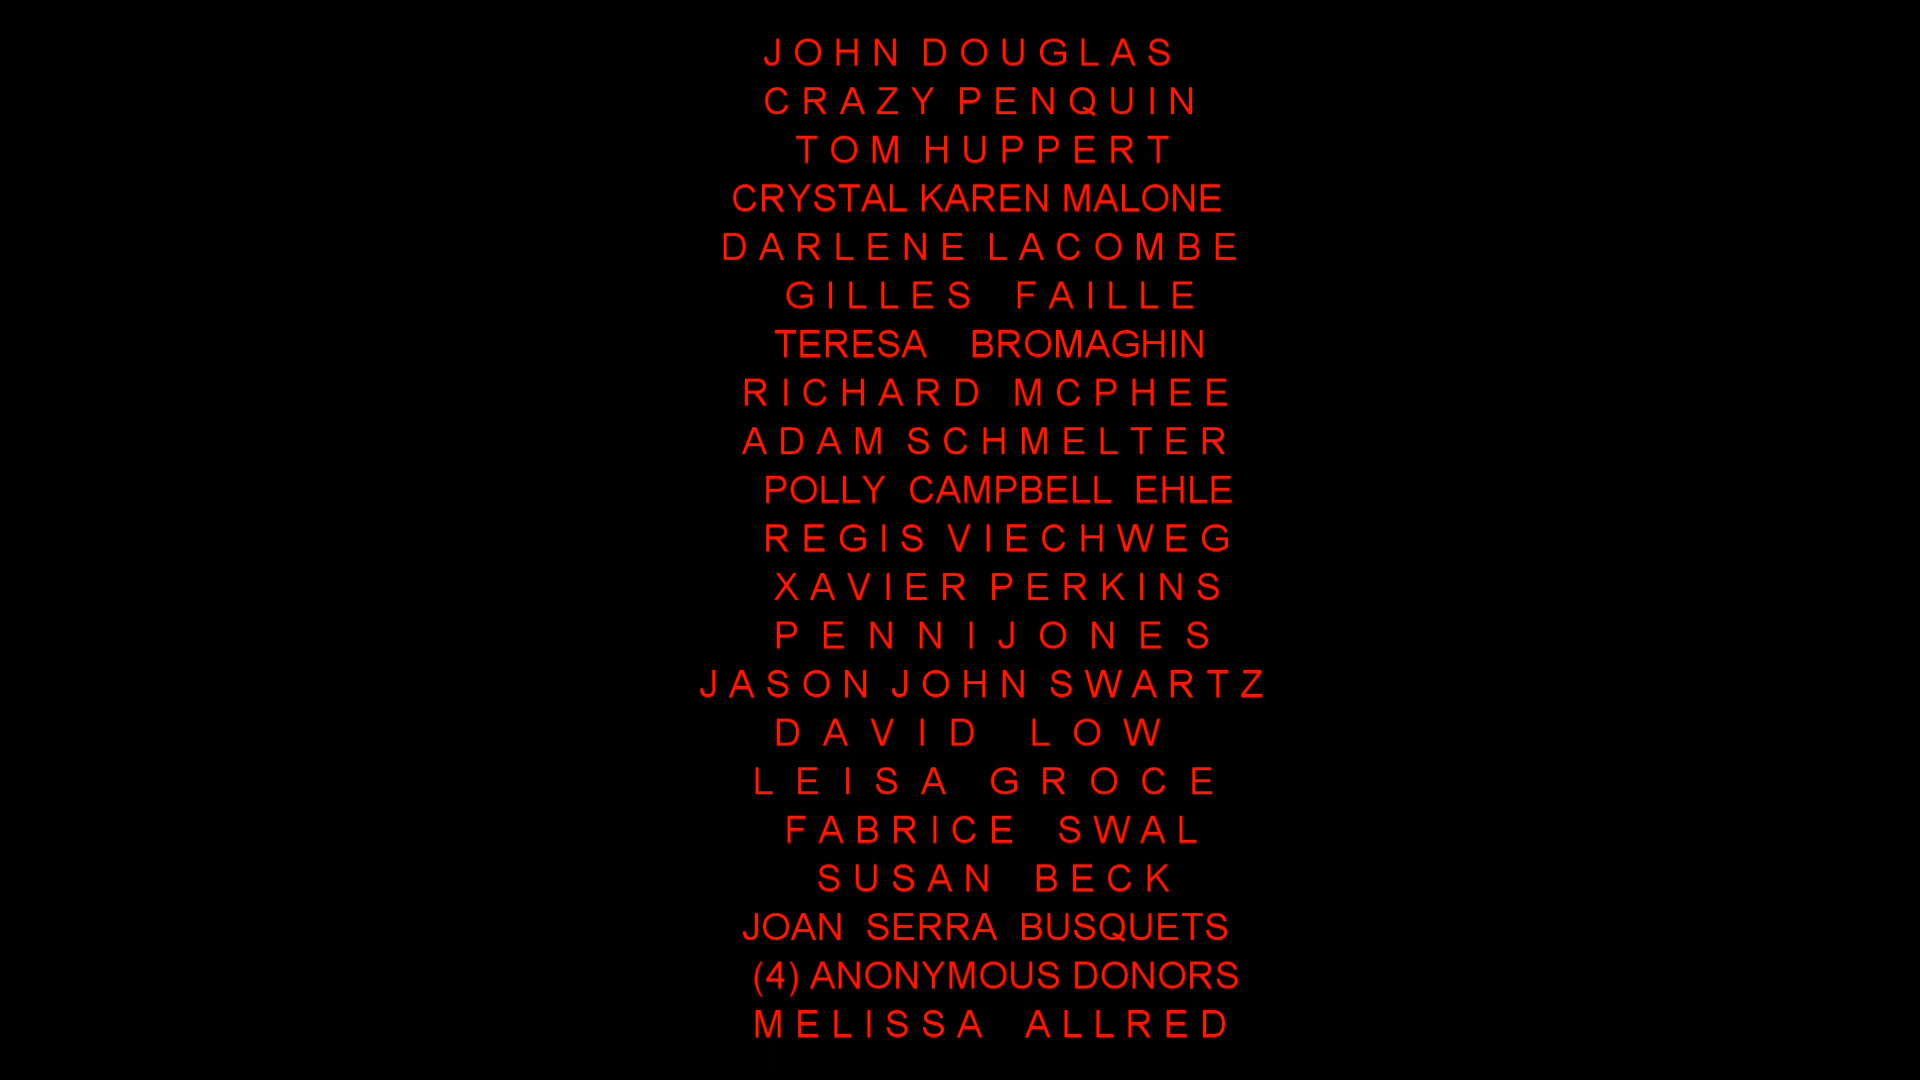 JOHN DOUGLAS
CRAZY PENQUIN
TOM HUPPERT
CRYSTAL KAREN MALONE
DARLENE LACOMBE
GILLES FAILLE
TERESA BROMAGHIN
RICHARD MCPHEE
ADAM SCHMELTER
POLLY CAMPBELL EHLE
REGIS VIECHWEG
XAVIER PERKINS
PENNI JONES
JASON JOHN SWARTZ
DAVID LOW
LEISA GROCE
FABRICE SWAL
SUSAN BECK
JOAN SERRA BUSQUETS
(4) ANONYMOUS DONORS
MELISSA ALLRED